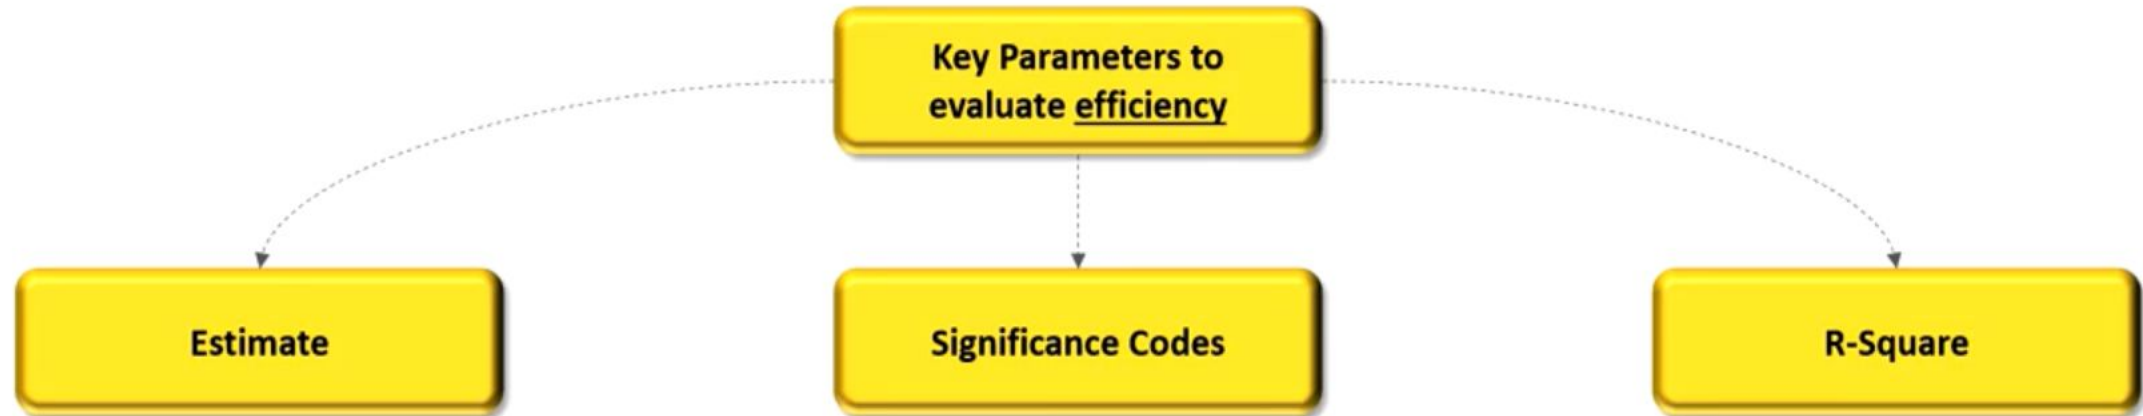 Key Parameters to
evaluate efficiency
Estimate
Significance Codes
R-Square